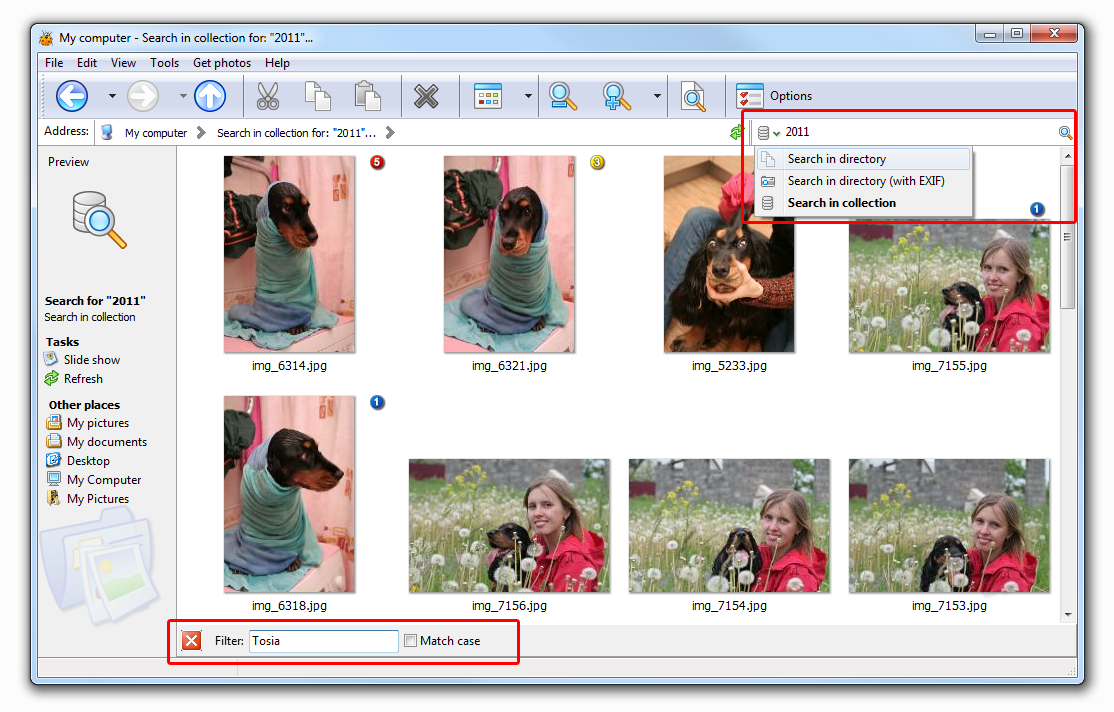 My computer - Search in collection for: "2011"...
File Edit View Tools Get photos Help
Options
Address: My computer Search in collection for: "2011"... 2011
Search in directory
Search in directory (with EXIF)
Search in collection
Preview
Search for "2011"
Search in collection
Tasks
Slide show
Refresh
Other places
My pictures
My documents
Desktop
My Computer
My Pictures
5
3
1
img_6314.jpg img_6321.jpg img_5233.jpg img_7155.jpg
1
img_6318.jpg img_7156.jpg img_7154.jpg img_7153.jpg
Filter: Tosia Match case